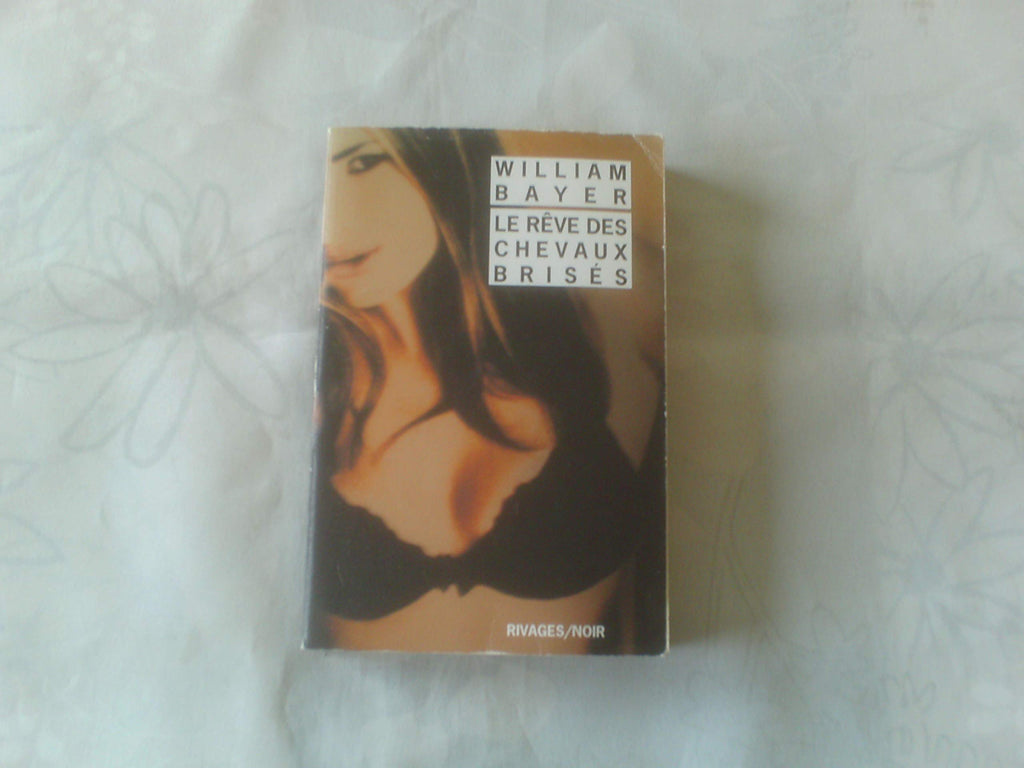 WILLIAM
BAYER
LE RÊVE DES
CHEVAUX
BRISÉS
RIVAGES/NOIR